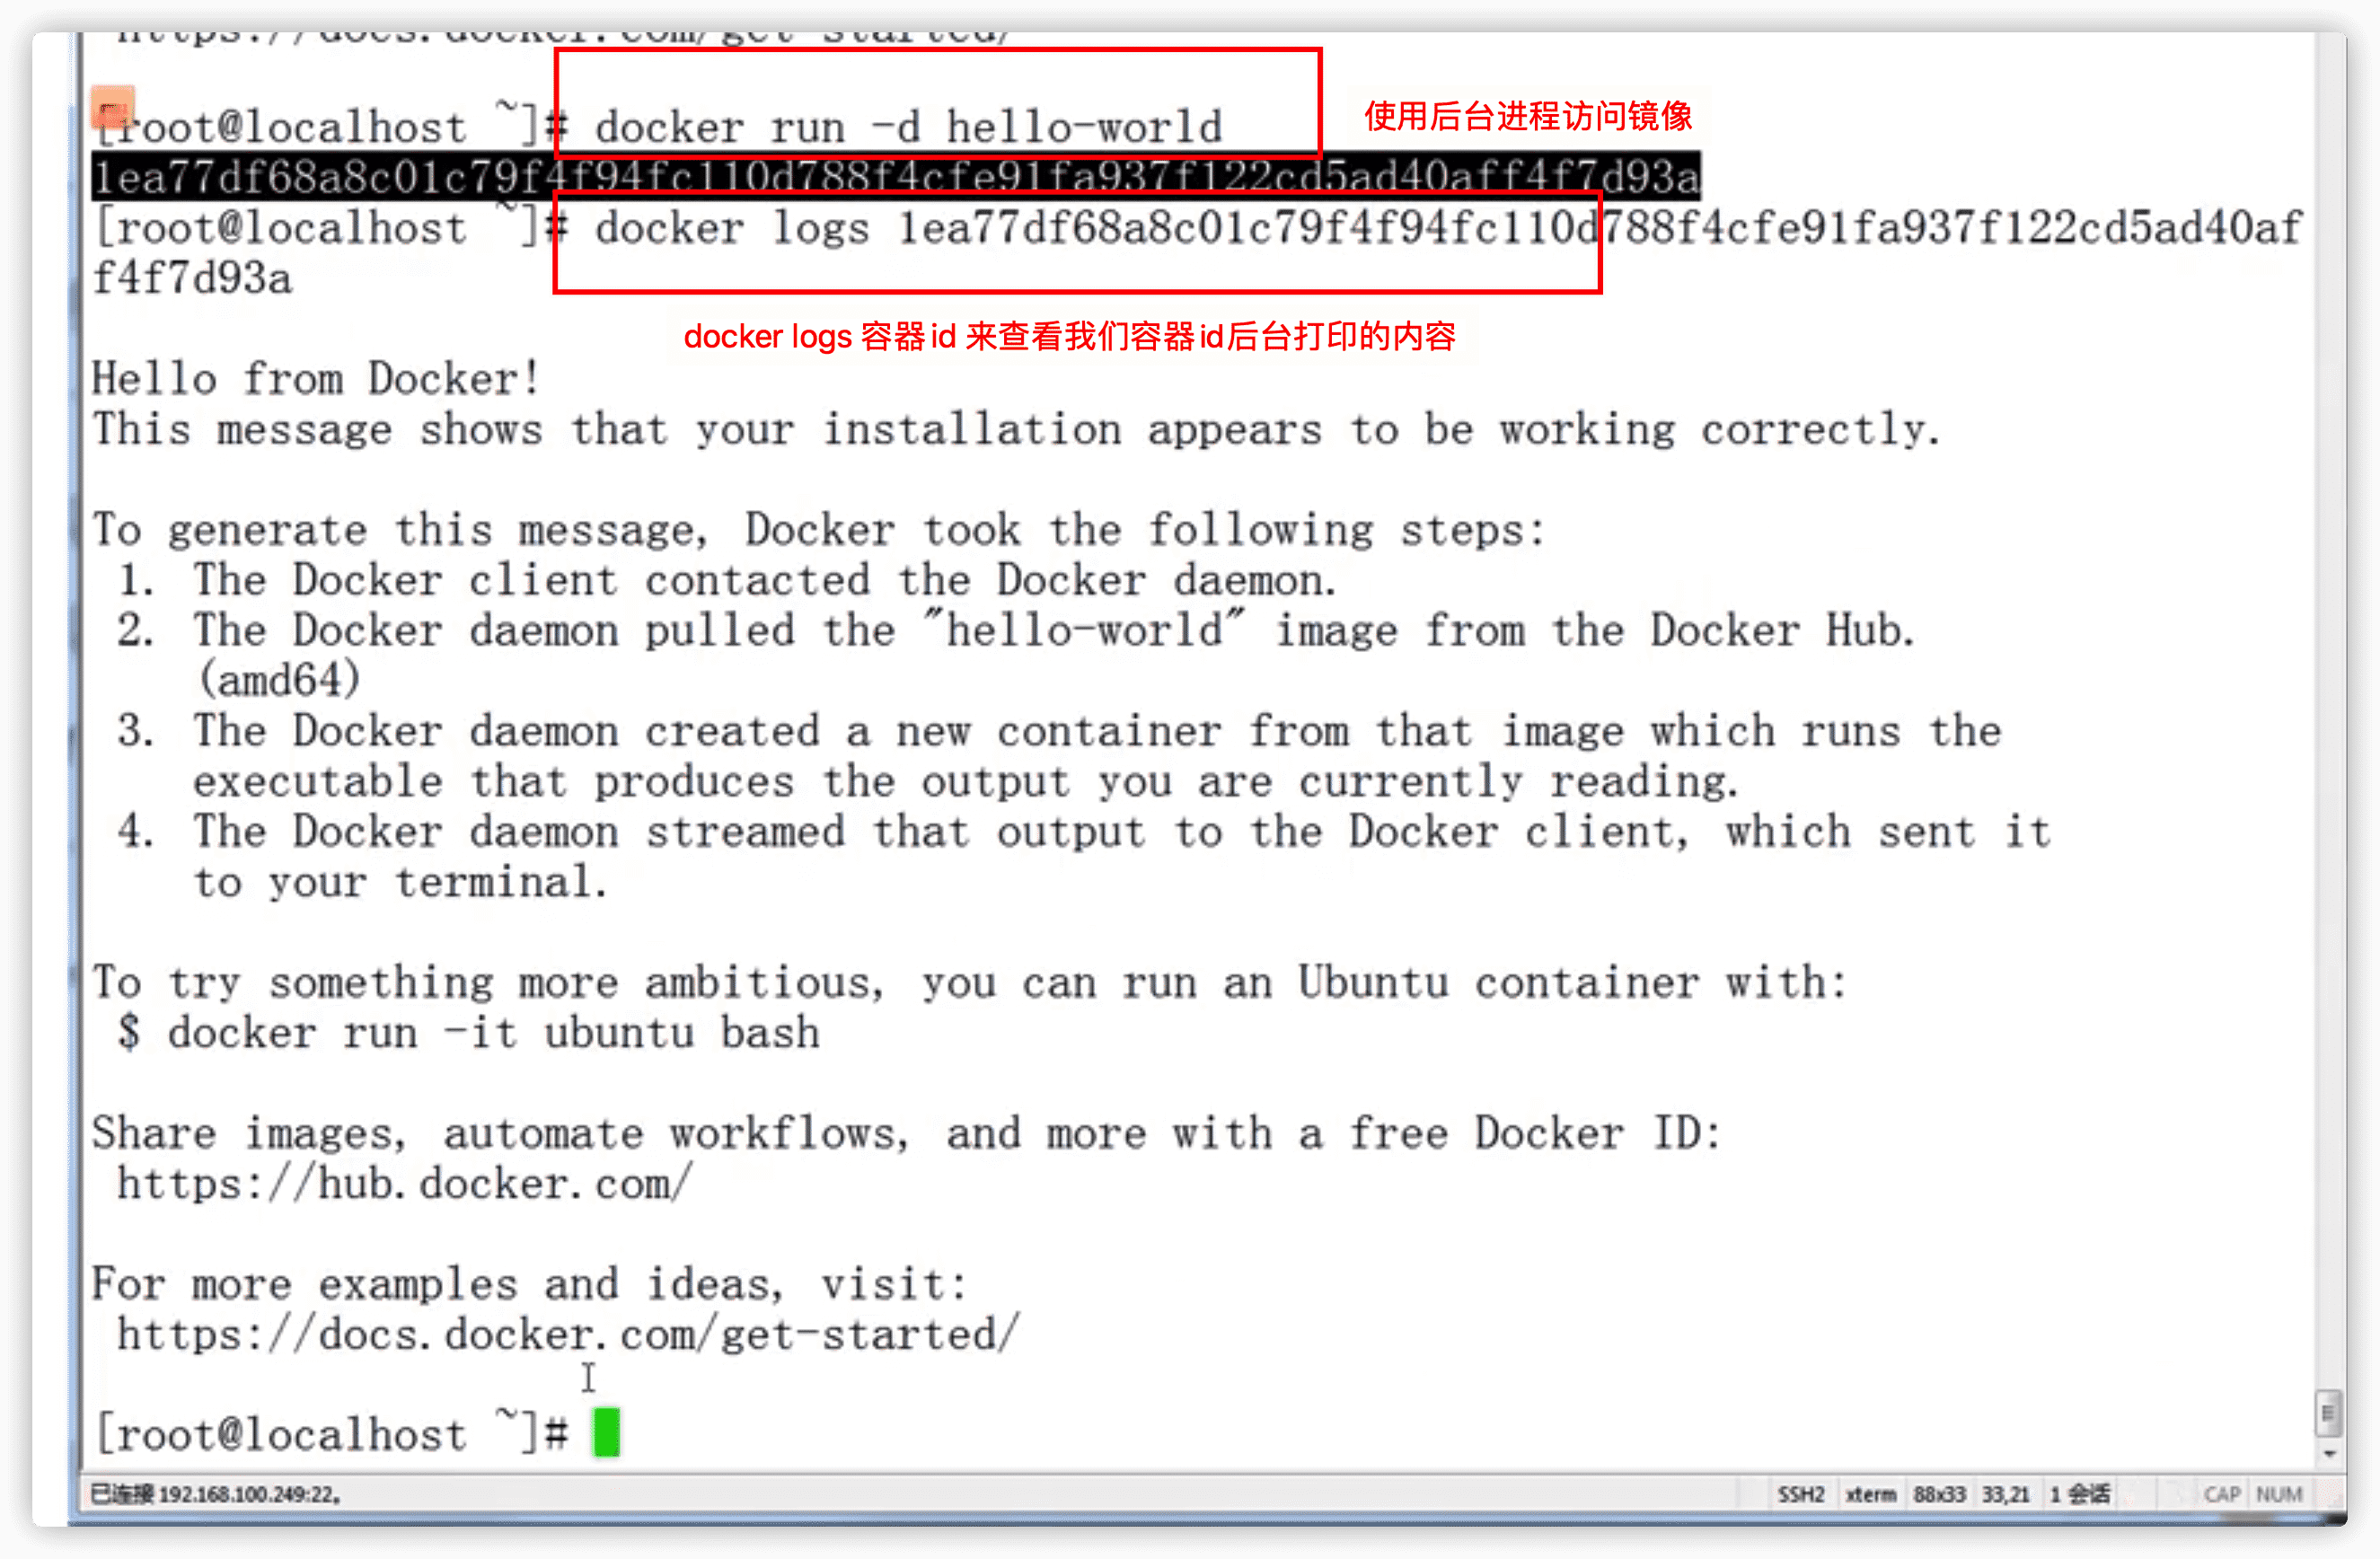 https://docs.docker.com/get-started/
[root@localhost ~]# docker run -d hello-world
使用后台进程访问镜像
1ea77df68a8c01c79f4f94fc110d788f4cfe91fa937f122cd5ad40aff4f7d93a
[root@localhost ~]# docker logs 1ea77df68a8c01c79f4f94fc110d788f4cfe91fa937f122cd5ad40af
f4f7d93a
docker logs 容器id 来查看我们容器id后台打印的内容
Hello from Docker!
This message shows that your installation appears to be working correctly.
To generate this message, Docker took the following steps:
1. The Docker client contacted the Docker daemon.
2. The Docker daemon pulled the "hello-world" image from the Docker Hub.
(amd64)
3. The Docker daemon created a new container from that image which runs the
executable that produces the output you are currently reading.
4. The Docker daemon streamed that output to the Docker client, which sent it
to your terminal.
To try something more ambitious, you can run an Ubuntu container with:
$ docker run -it ubuntu bash
Share images, automate workflows, and more with a free Docker ID:
https://hub.docker.com/
For more examples and ideas, visit:
https://docs.docker.com/get-started/
[root@localhost ~]#
已连接 192.168.100.249:22。 SSH2 xterm 88x33 33,21 1 会话 CAP NUM